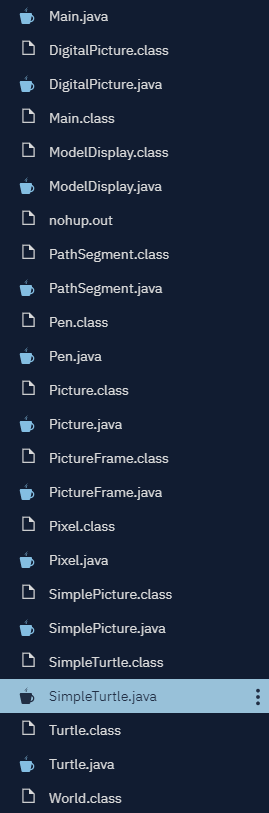 Main.java
DigitalPicture.class
DigitalPicture.java
Main.class
ModelDisplay.class
ModelDisplay.java
nohup.out
PathSegment.class
PathSegment.java
Pen.class
Pen.java
Picture.class
Picture.java
PictureFrame.class
PictureFrame.java
Pixel.class
Pixel.java
SimplePicture.class
SimplePicture.java
SimpleTurtle.class
SimpleTurtle.java
Turtle.class
Turtle.java
World.class